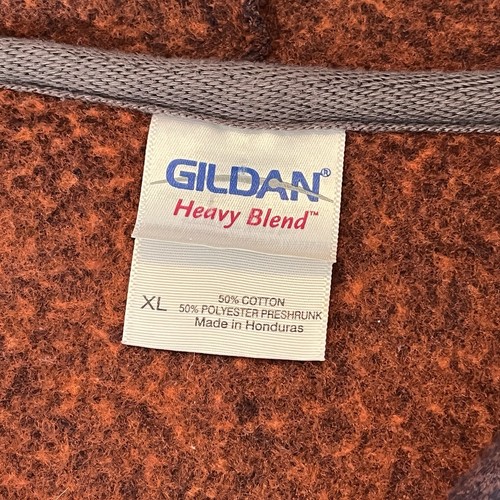 GILDAN®
Heavy Blend™
XL
50% COTTON
50% POLYESTER PRESHRUNK
Made in Honduras